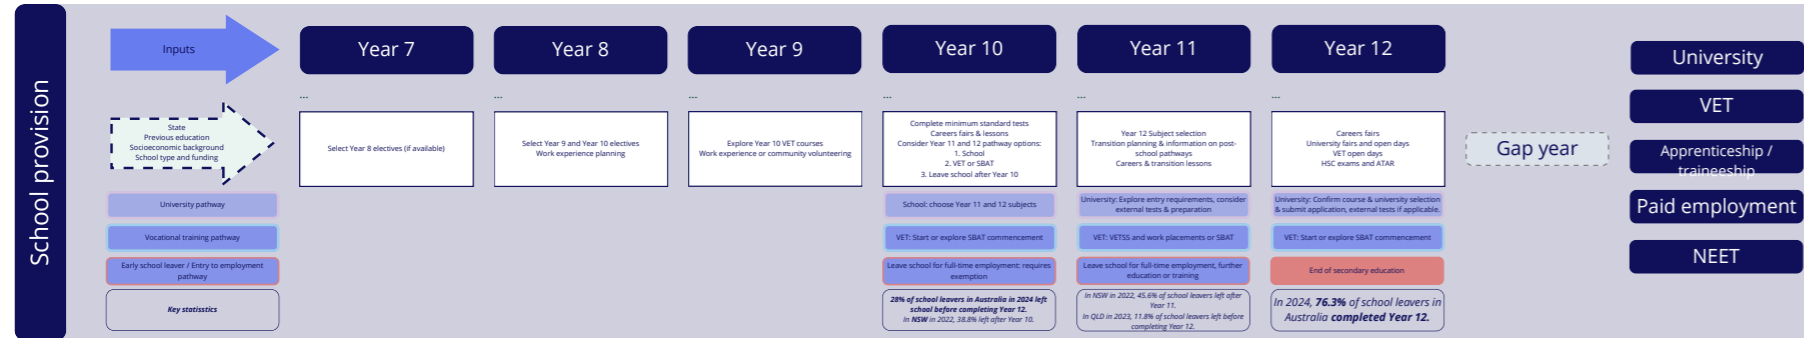 School provision
Inputs
Year 7
Year 8
Year 9
Year 10
Year 11
Year 12
...
...
...
...
...
...
State
Previous education
Socioeconomic background
School type and funding
Select Year 8 electives (if available)
Select Year 9 and Year 10 electives
Work experience planning
Explore Year 10 VET courses
Work experience or community volunteering
Complete minimum standard tests
Careers fairs & lessons
Consider Year 11 and 12 pathway options:
1. School
2. VET or SBAT
3. Leave school after Year 10
Year 12 Subject selection
Transition planning & information on post-
school pathways
Careers & transition lessons
Careers fairs
University fairs and open days
VET open days
HSC exams and ATAR
Gap year
University
VET
Apprenticeship /
traineeship
Paid employment
NEET
University pathway
School: choose Year 11 and 12 subjects
University: Explore entry requirements, consider
external tests & preparation
University: Confirm course & university selection
& submit application, external tests if applicable.
Vocational training pathway
VET: Start or explore SBAT commencement
VET: VETSS and work placements or SBAT
VET: Start or explore SBAT commencement
Early school leaver / Entry to employment
pathway
Leave school for full-time employment: requires
exemption
Leave school for full-time employment, further
education or training
End of secondary education
Key statisstics
28% of school leavers in Australia in 2024 left
school before completing Year 12.
In NSW in 2022, 38.8% left after Year 10.
In NSW in 2022, 45.6% of school leavers left after
Year 11.
In QLD in 2023, 11.8% of school leavers left before
completing Year 12.
In 2024, 76.3% of school leavers in
Australia completed Year 12.